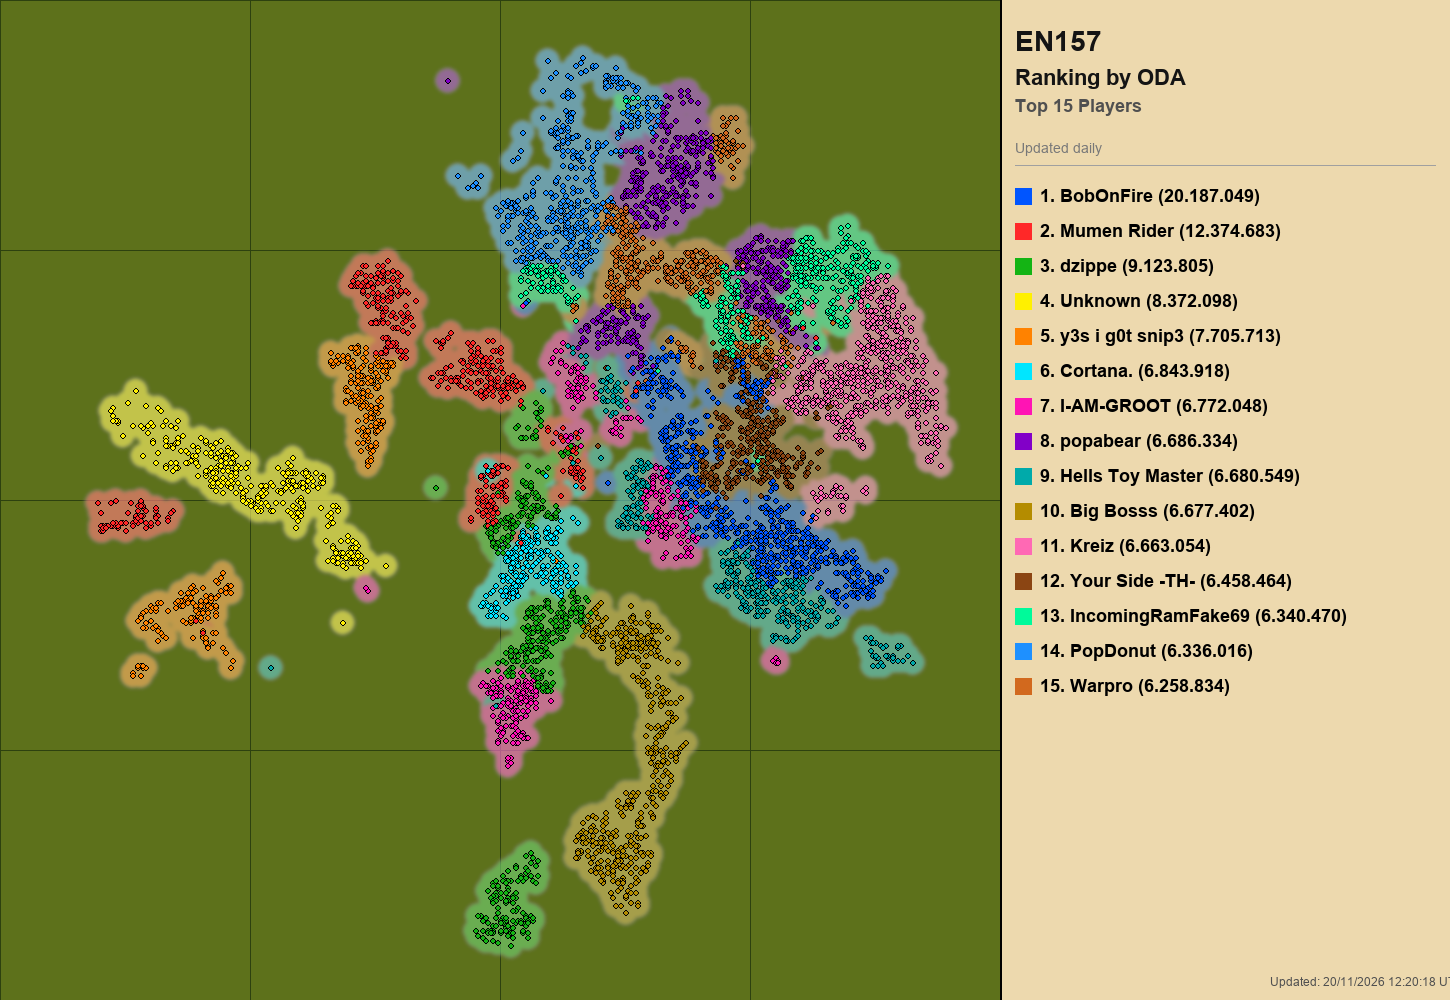 EN157
Ranking by ODA
Top 15 Players
Updated daily
1. BobOnFire (20.187.049)
2. Mumen Rider (12.374.683)
3. dzippe (9.123.805)
4. Unknown (8.372.098)
5. y3s i g0t snip3 (7.705.713)
6. Cortana. (6.843.918)
7. I-AM-GROOT (6.772.048)
8. popabear (6.686.334)
9. Hells Toy Master (6.680.549)
10. Big Bosss (6.677.402)
11. Kreiz (6.663.054)
12. Your Side -TH- (6.458.464)
13. IncomingRamFake69 (6.340.470)
14. PopDonut (6.336.016)
15. Warpro (6.258.834)
Updated: 20/11/2026 12:20:18 U